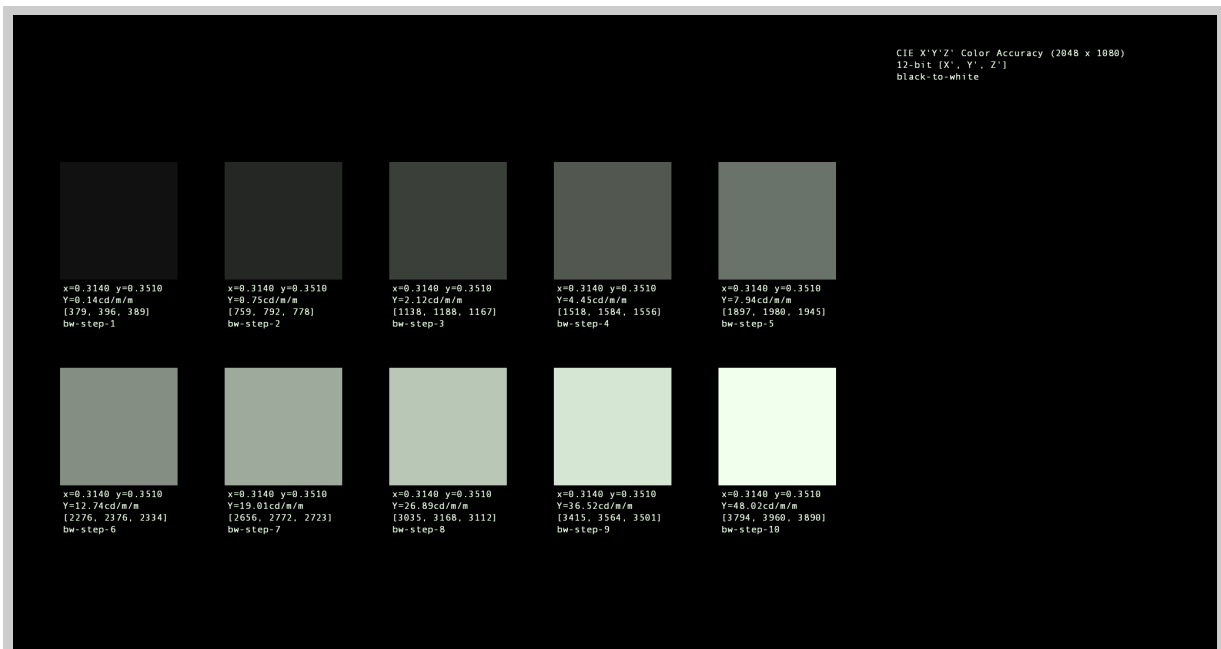 CIE X'Y'Z' Color Accuracy (2048 x 1080)
12-bit [X', Y', Z']
black-to-white
x=0.3140 y=0.3510
Y=0.14cd/m/m
[379, 396, 389]
bw-step-1
x=0.3140 y=0.3510
Y=0.75cd/m/m
[759, 792, 778]
bw-step-2
x=0.3140 y=0.3510
Y=2.12cd/m/m
[1138, 1188, 1167]
bw-step-3
x=0.3140 y=0.3510
Y=4.45cd/m/m
[1518, 1584, 1556]
bw-step-4
x=0.3140 y=0.3510
Y=7.94cd/m/m
[1897, 1980, 1945]
bw-step-5
x=0.3140 y=0.3510
Y=12.74cd/m/m
[2276, 2376, 2334]
bw-step-6
x=0.3140 y=0.3510
Y=19.01cd/m/m
[2656, 2772, 2723]
bw-step-7
x=0.3140 y=0.3510
Y=26.89cd/m/m
[3035, 3168, 3112]
bw-step-8
x=0.3140 y=0.3510
Y=36.52cd/m/m
[3415, 3564, 3501]
bw-step-9
x=0.3140 y=0.3510
Y=48.02cd/m/m
[3794, 3960, 3890]
bw-step-10